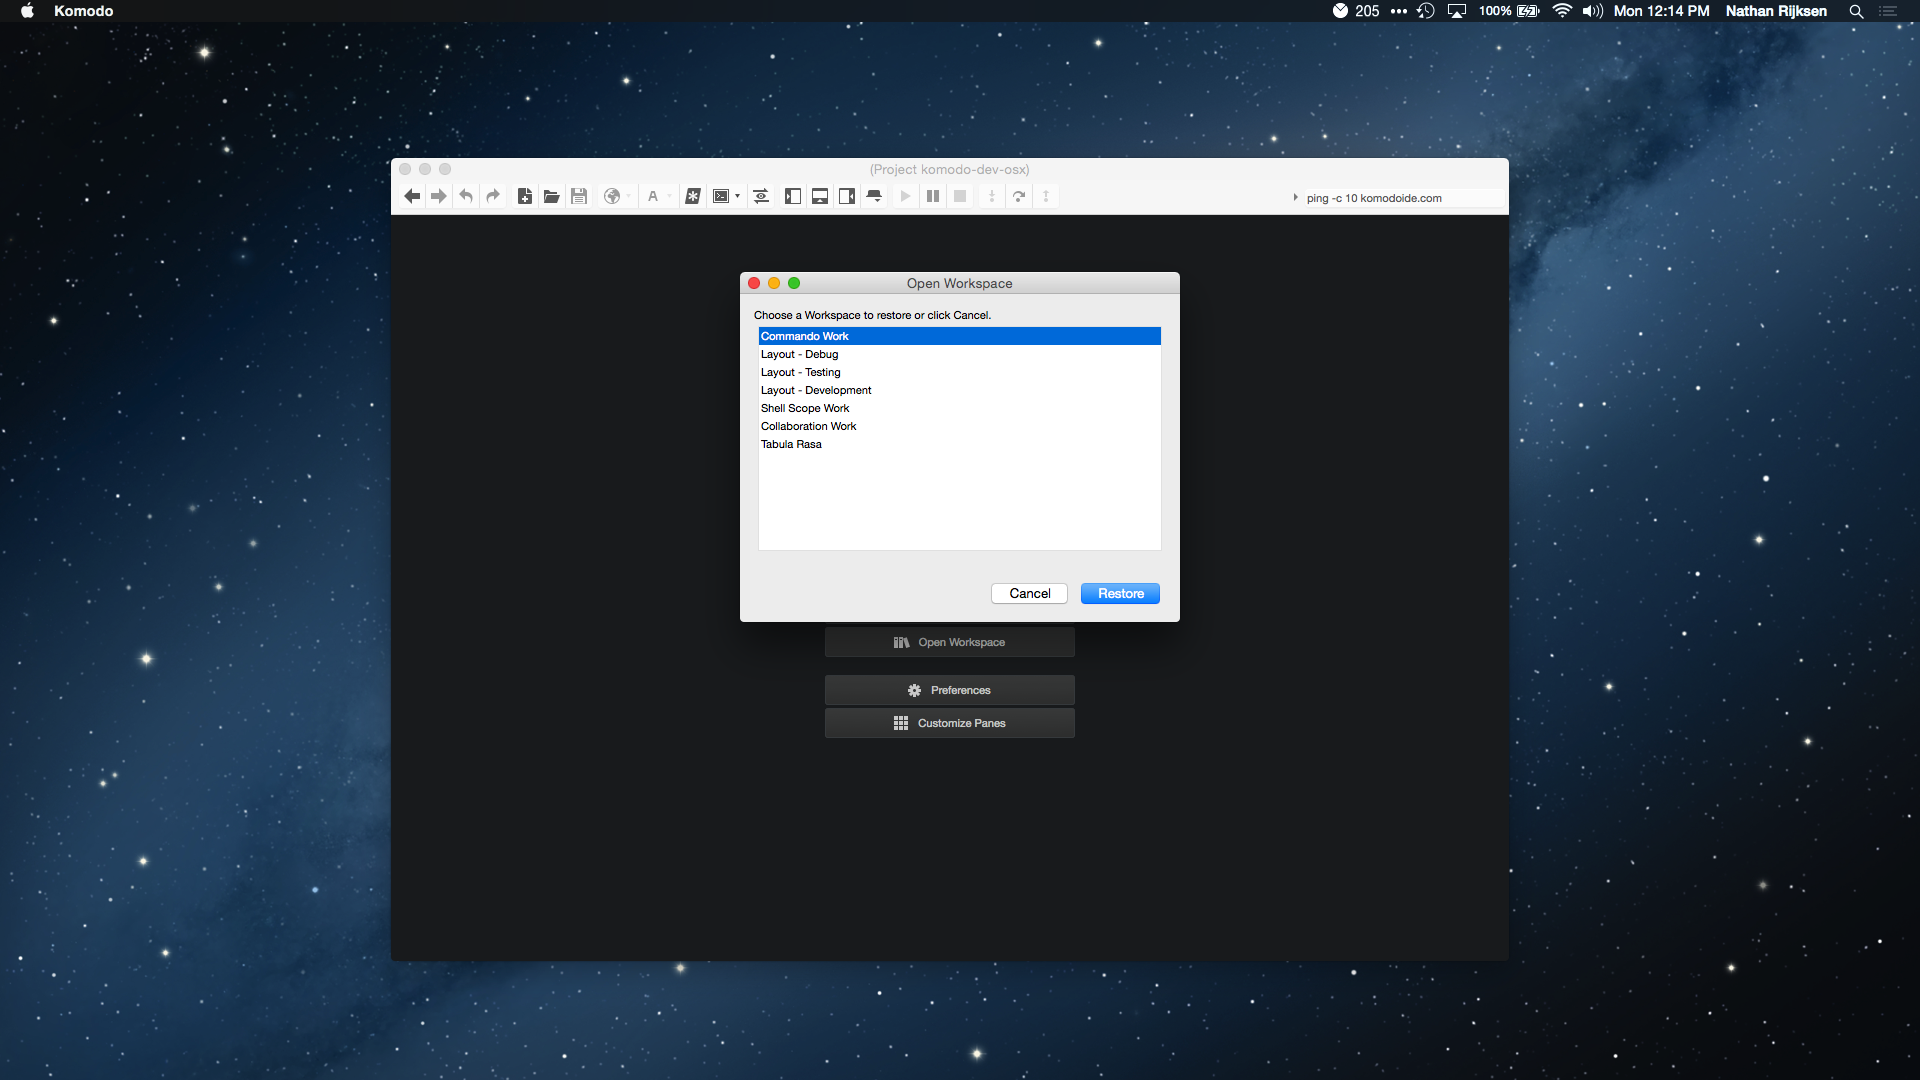 Komodo
205
100%
Mon 12:14 PM
Nathan Rijksen
(Project komodo-dev-osx)
A
ping -c 10 komodoide.com
Open Workspace
Choose a Workspace to restore or click Cancel.
Commando Work
Layout - Debug
Layout - Testing
Layout - Development
Shell Scope Work
Collaboration Work
Tabula Rasa
Cancel
Restore
Open Workspace
Preferences
Customize Panes